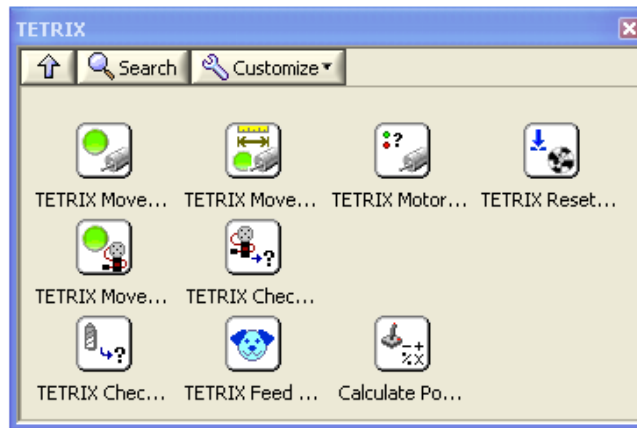 TETRIX
Search Customize
TETRIX Move... TETRIX Move... TETRIX Motor... TETRIX Reset...
TETRIX Move... TETRIX Chec...
TETRIX Chec... TETRIX Feed ... Calculate Po...